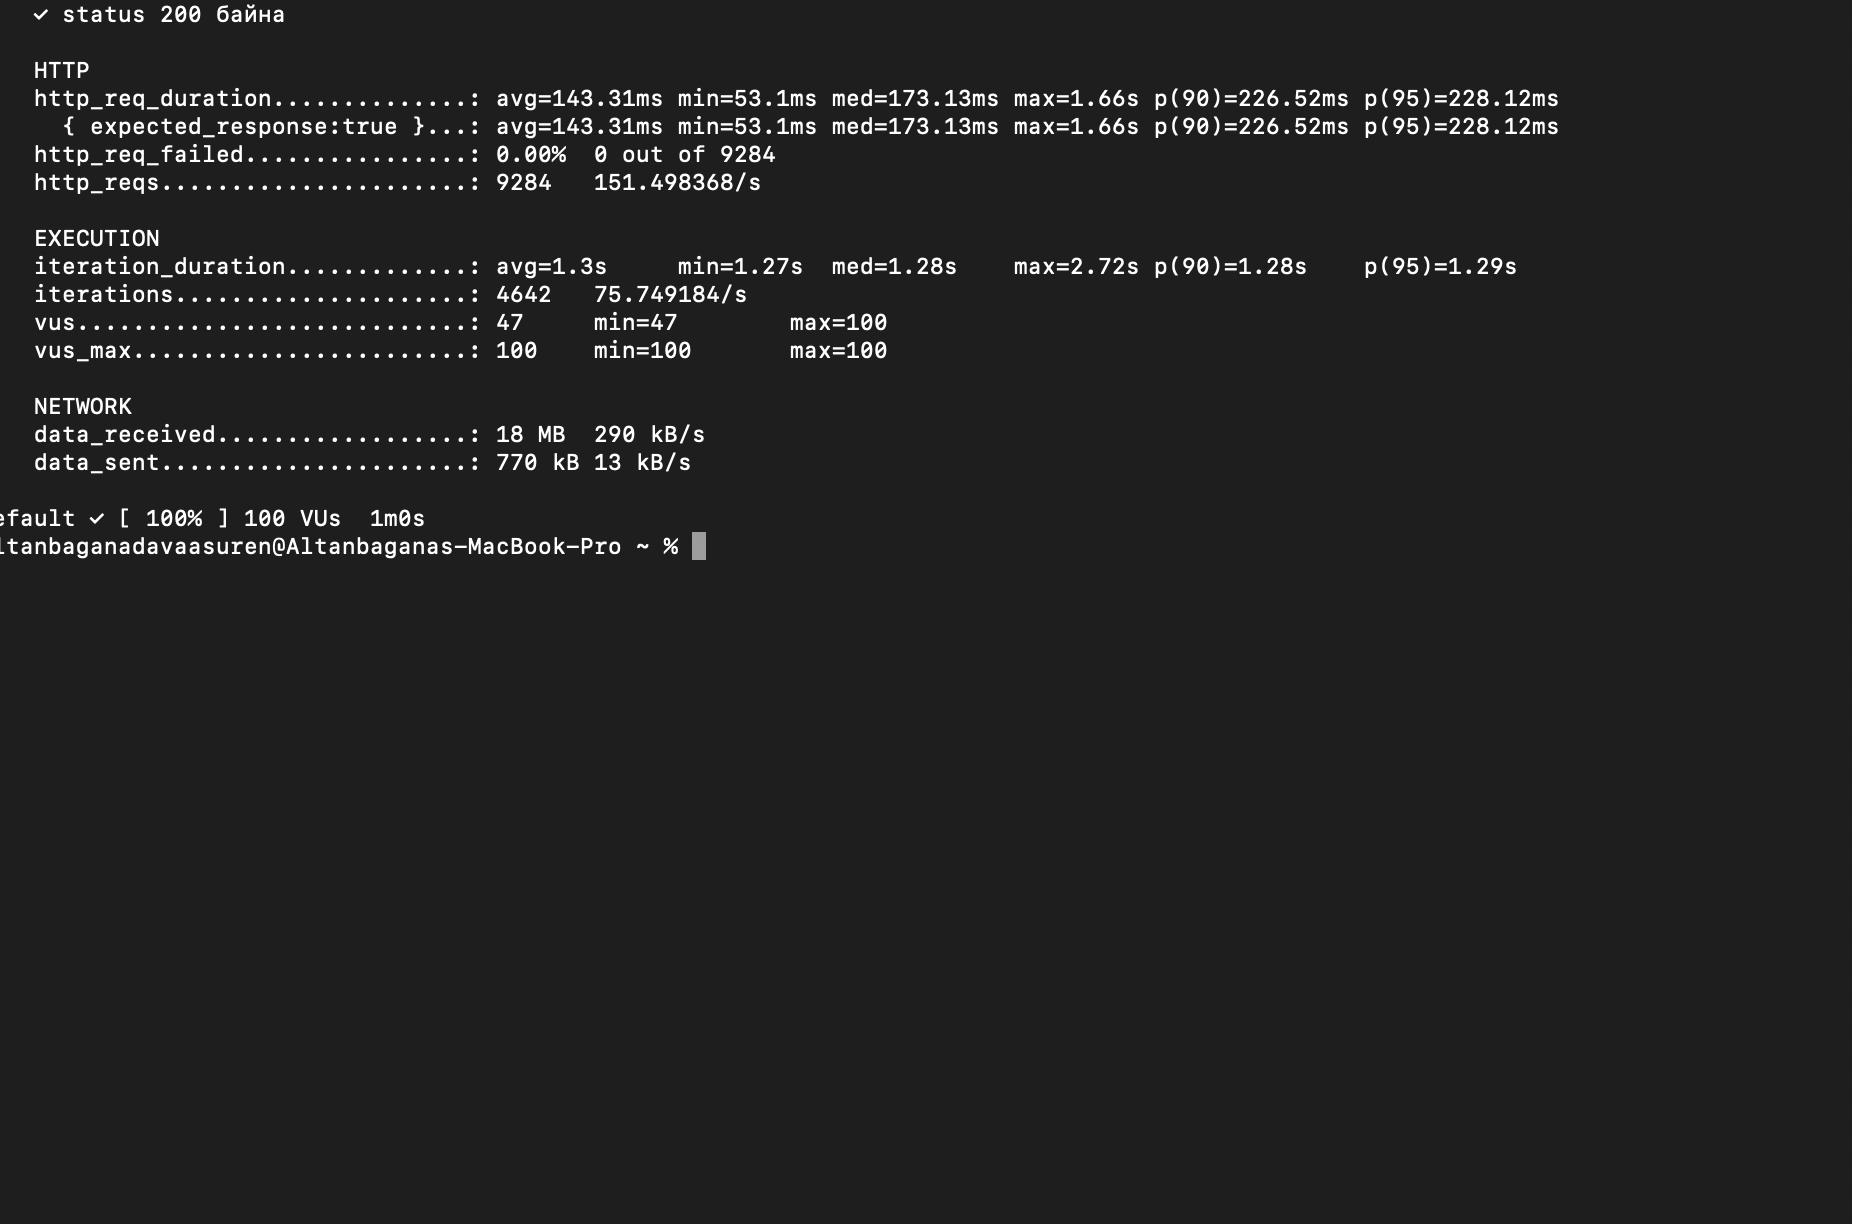 ✓ status 200 байна
HTTP
http_req_duration..............: avg=143.31ms min=53.1ms med=173.13ms max=1.66s p(90)=226.52ms p(95)=228.12ms
{ expected_response:true }...: avg=143.31ms min=53.1ms med=173.13ms max=1.66s p(90)=226.52ms p(95)=228.12ms
http_req_failed................: 0.00% 0 out of 9284
http_reqs......................: 9284 151.498368/s
EXECUTION
iteration_duration.............: avg=1.3s min=1.27s med=1.28s max=2.72s p(90)=1.28s p(95)=1.29s
iterations.....................: 4642 75.749184/s
vus............................: 47 min=47 max=100
vus_max........................: 100 min=100 max=100
NETWORK
data_received..................: 18 MB 290 kB/s
data_sent......................: 770 kB 13 kB/s
efault ✓ [ 100% ] 100 VUs 1m0s
ltanbaganadavaasuren@Altanbaganas-MacBook-Pro ~ %